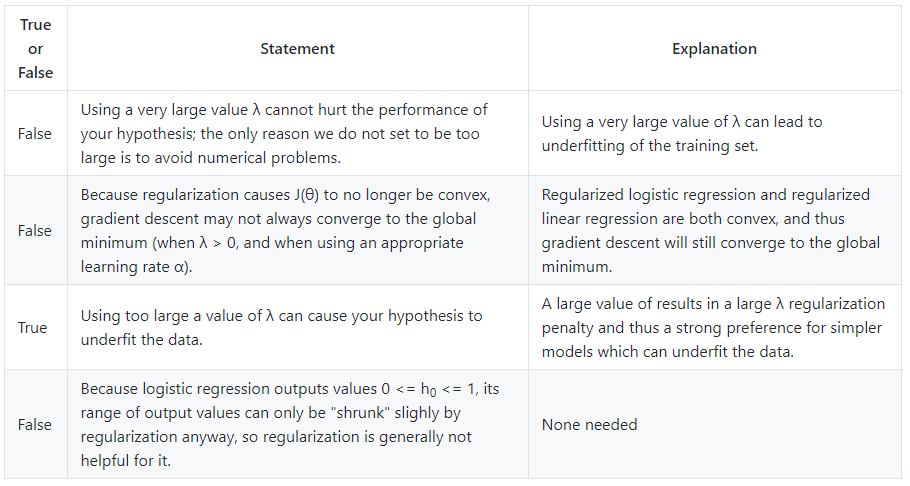 True
or
False
Statement
Explanation
False
Using a very large value λ cannot hurt the performance of
your hypothesis; the only reason we do not set to be too
large is to avoid numerical problems.
Using a very large value of λ can lead to
underfitting of the training set.
False
Because regularization causes J(θ) to no longer be convex,
gradient descent may not always converge to the global
minimum (when λ > 0, and when using an appropriate
learning rate α).
Regularized logistic regression and regularized
linear regression are both convex, and thus
gradient descent will still converge to the global
minimum.
True
Using too large a value of λ can cause your hypothesis to
underfit the data.
A large value of results in a large λ regularization
penalty and thus a strong preference for simpler
models which can underfit the data.
False
Because logistic regression outputs values 0 <= h₀ <= 1, its
range of output values can only be "shrunk" slighly by
regularization anyway, so regularization is generally not
helpful for it.
None needed